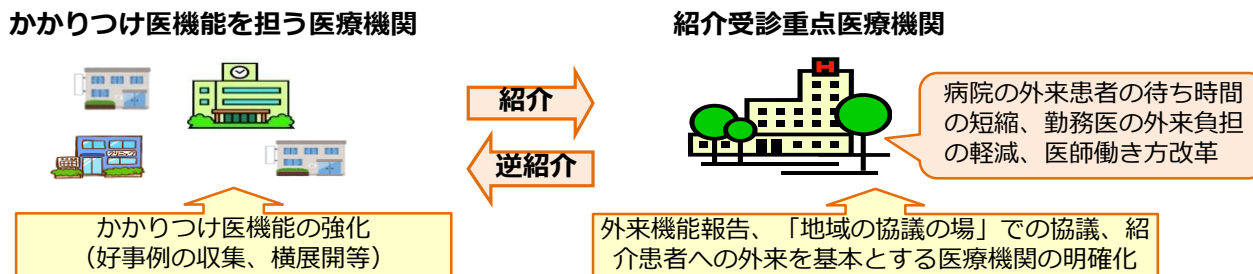 かかりつけ医機能を担う医療機関
紹介受診重点医療機関
紹介
逆紹介
病院の外来患者の待ち時間
の短縮、勤務医の外来負担
の軽減、医師働き方改革
かかりつけ医機能の強化
（好事例の収集、横展開等）
外来機能報告、「地域の協議の場」での協議、紹
介患者への外来を基本とする医療機関の明確化